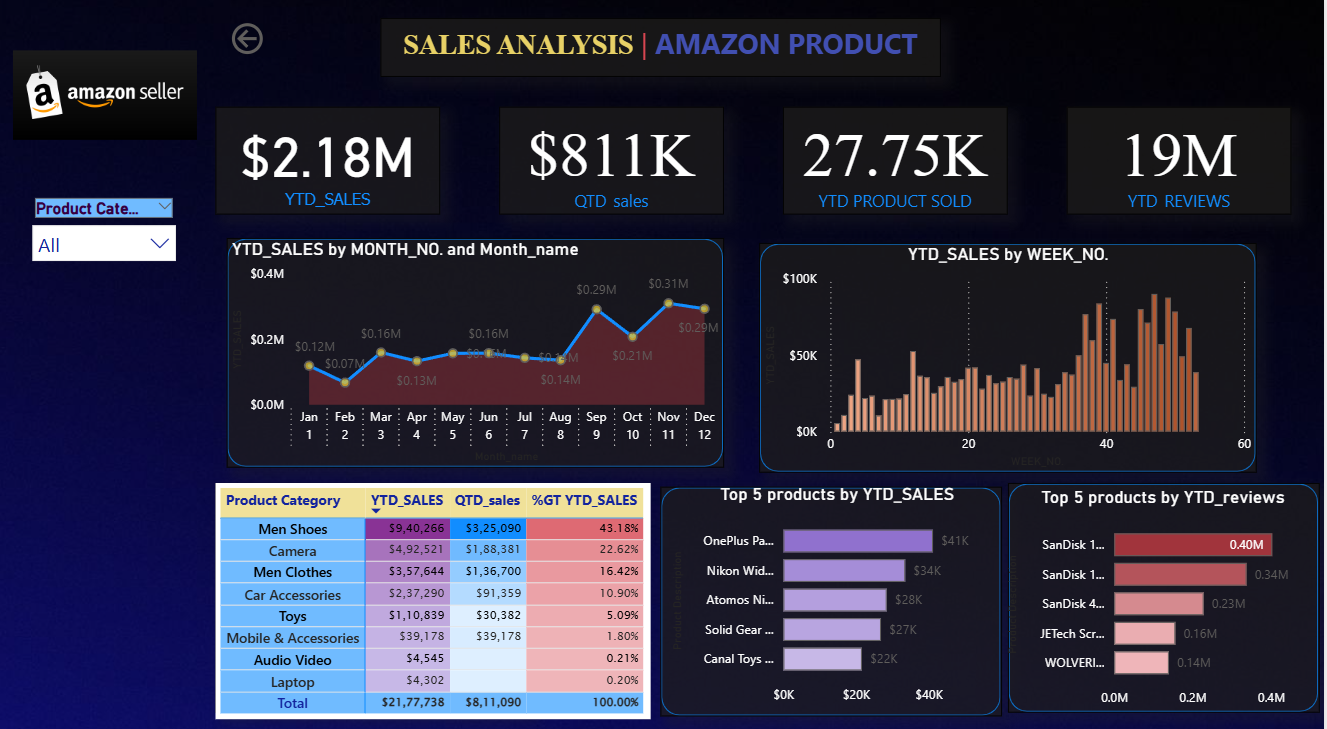 SALES ANALYSIS | AMAZON PRODUCT
a amazon seller
Product Cate...
All
$2.18M
YTD_SALES
$811K
QTD_sales
27.75K
YTD PRODUCT SOLD
19M
YTD_REVIEWS
YTD_SALES by MONTH_NO. and Month_name
YTD_SALES
$0.4M
$0.2M
$0.0M
$0.12M
$0.07M
$0.16M
$0.13M
$0.16M
$0.14M
$0.29M
$0.21M
$0.31M
$0.29M
Jan Feb Mar Apr May Jun Jul Aug Sep Oct Nov Dec
1 2 3 4 5 6 7 8 9 10 11 12
Month_name
YTD_SALES by WEEK_NO.
YTD_SALES
$100K
$50K
$0K
0 20 40 60
WEEK_NO.
Product Category YTD_SALES QTD_sales %GT YTD_SALES
Men Shoes $9,40,266 $3,25,090 43.18%
Camera $4,92,521 $1,88,381 22.62%
Men Clothes $3,57,644 $1,36,700 16.42%
Car Accessories $2,37,290 $91,359 10.90%
Toys $1,10,839 $30,382 5.09%
Mobile & Accessories $39,178 $39,178 1.80%
Audio Video $4,545 0.21%
Laptop $4,302 0.20%
Total $21,77,738 $8,11,090 100.00%
Top 5 products by YTD_SALES
Product Description
OnePlus Pa... $41K
Nikon Wid... $34K
Atomos Ni... $28K
Solid Gear ... $27K
Canal Toys ... $22K
$0K $20K $40K
Top 5 products by YTD_reviews
SanDisk 1... 0.40M
SanDisk 1... 0.34M
SanDisk 4... 0.23M
JETech Scr... 0.16M
WOLVERI... 0.14M
0.0M 0.2M 0.4M